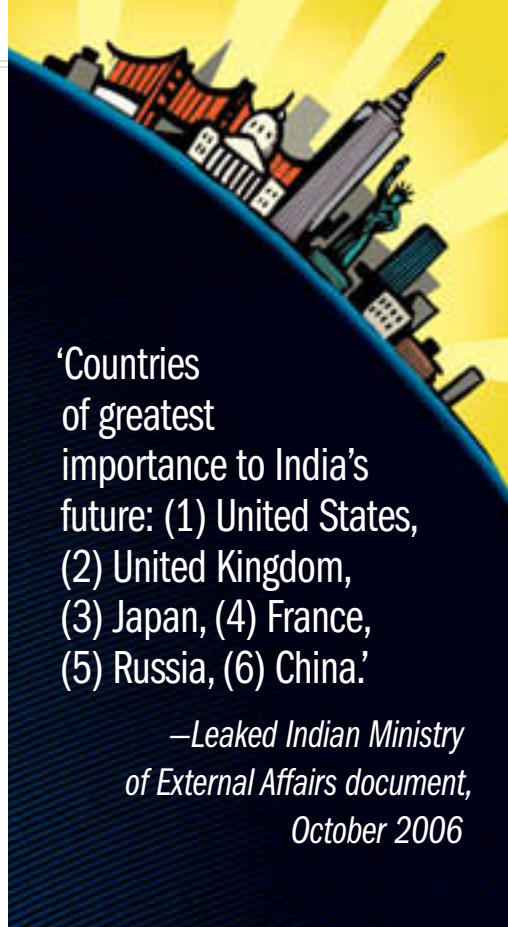 ‘Countries
of greatest
importance to India’s
future: (1) United States,
(2) United Kingdom,
(3) Japan, (4) France,
(5) Russia, (6) China.’
—Leaked Indian Ministry
of External Affairs document,
October 2006